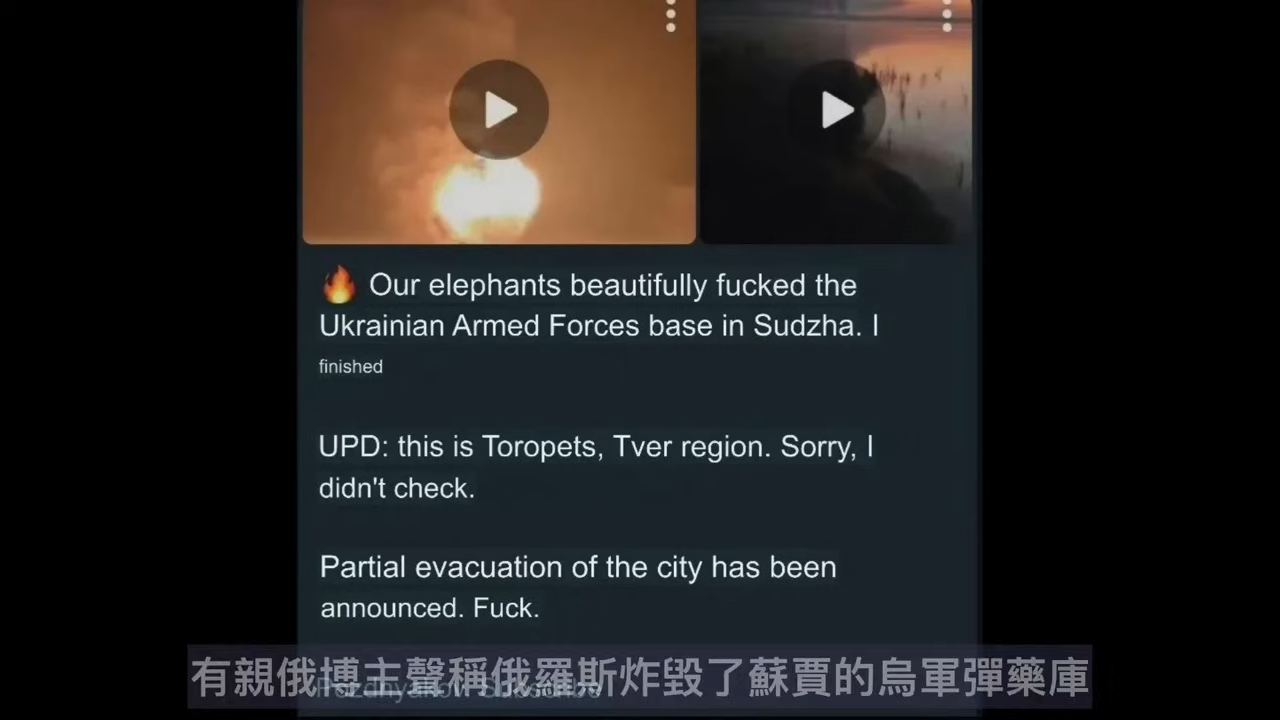 🔥 Our elephants beautifully fucked the
Ukrainian Armed Forces base in Sudzha. I
finished
UPD: this is Toropets, Tver region. Sorry, I
didn't check.
Partial evacuation of the city has been
announced. Fuck.
有親俄博主聲稱俄羅斯炸毀了蘇賈的烏軍彈藥庫